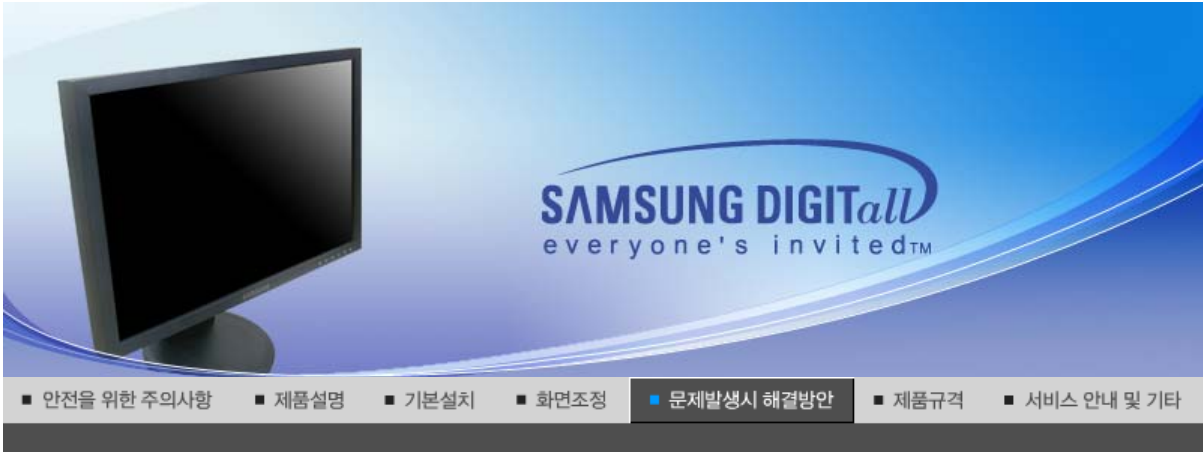 SAMSUNG DIGITall
everyone's invited™
■ 안전을 위한 주의사항 ■ 제품설명 ■ 기본설치 ■ 화면조정 ■ 문제발생시 해결방안 ■ 제품규격 ■ 서비스 안내 및 기타